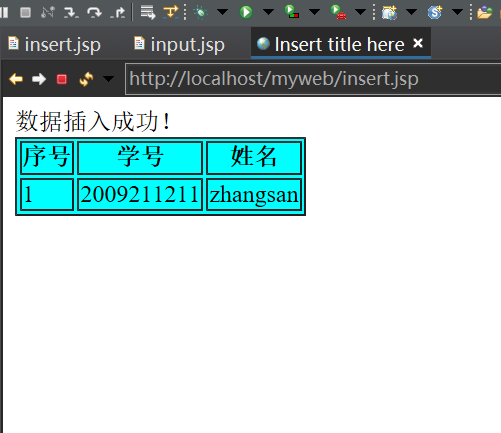 insert.jsp input.jsp Insert title here
http://localhost/myweb/insert.jsp
数据插入成功！
序号 学号 姓名
1 2009211211 zhangsan